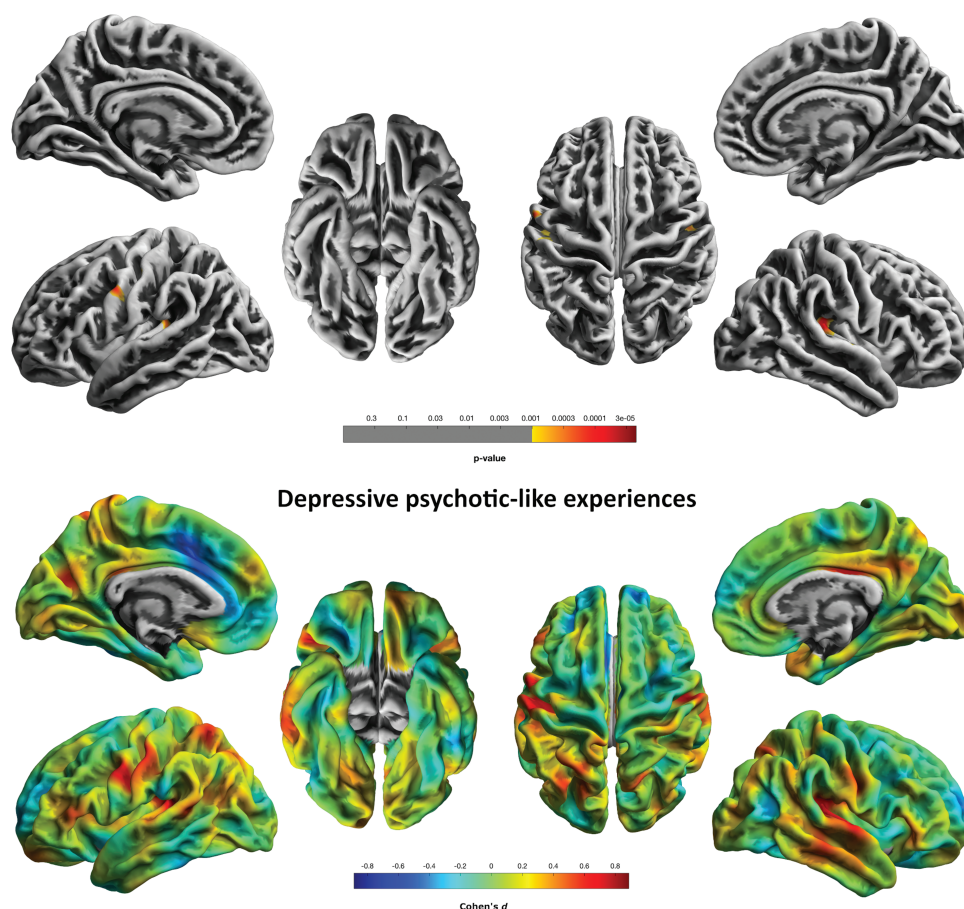 0.3 0.1 0.03 0.01 0.003 0.001 0.0003 0.0001 3e-05
p-value
Depressive psychotic-like experiences
-0.8 -0.6 -0.4 -0.2 0 0.2 0.4 0.6 0.8
Cohen's d